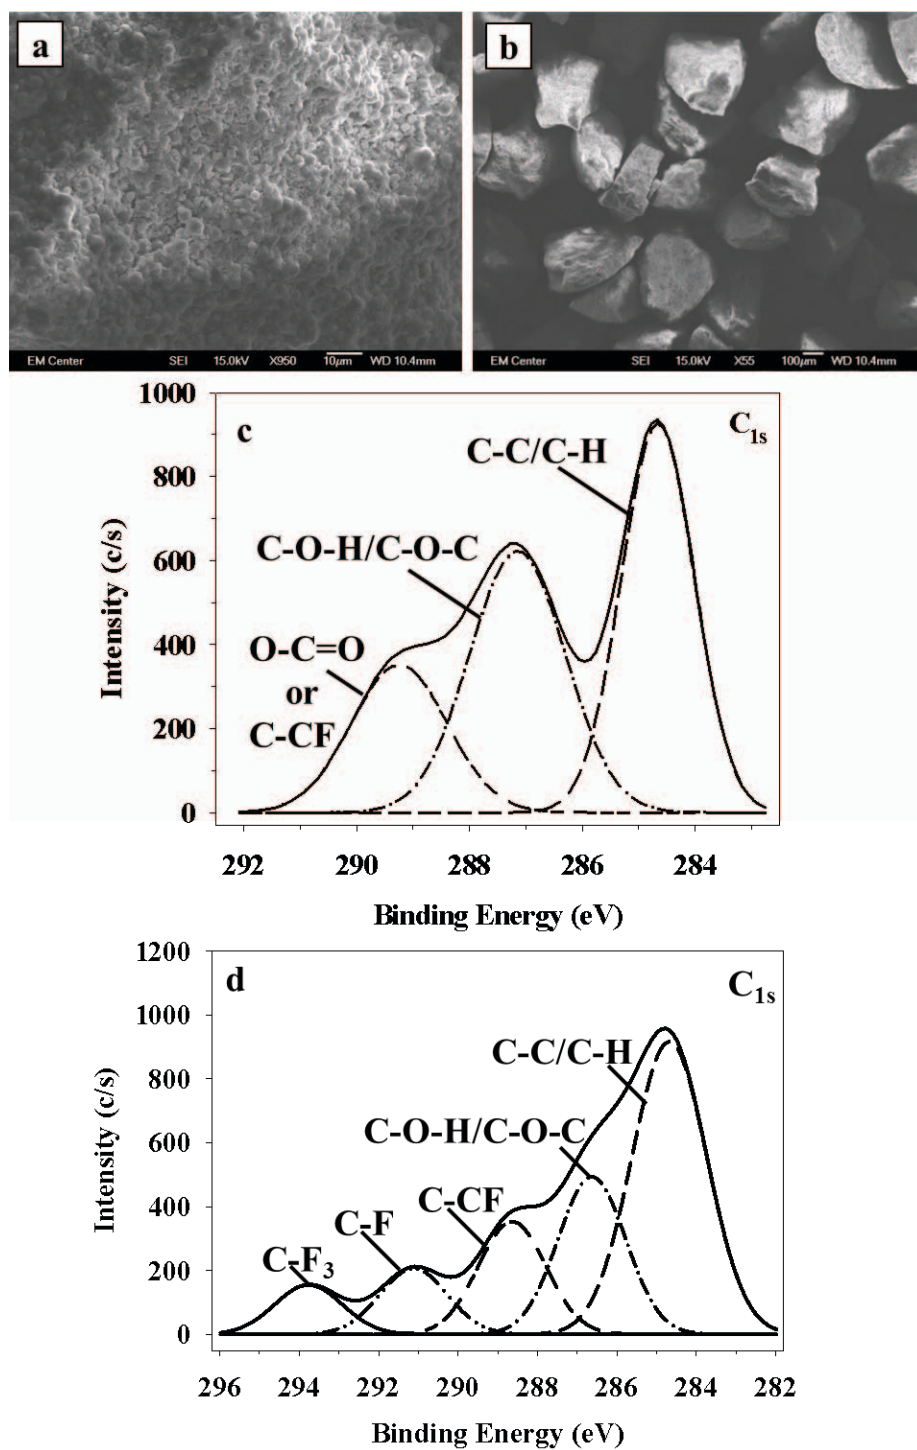 a
b
EM Center SEI 15.0kV X950 10µm WD 10.4mm
EM Center SEI 15.0kV X55 100µm WD 10.4mm
c
C1s
C-C/C-H
C-O-H/C-O-C
O-C=O
or
C-CF
1000
800
600
400
200
0
Intensity (c/s)
292 290 288 286 284
Binding Energy (eV)
d
C1s
C-C/C-H
C-O-H/C-O-C
C-CF
C-F
C-F3
1200
1000
800
600
400
200
0
Intensity (c/s)
296 294 292 290 288 286 284 282
Binding Energy (eV)